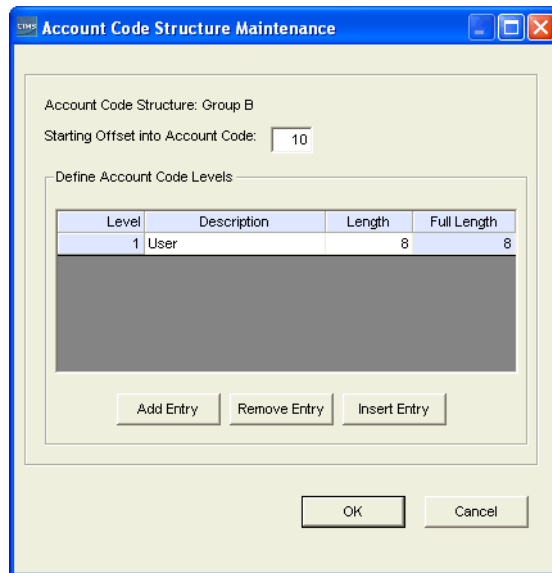 CIMS Account Code Structure Maintenance
Account Code Structure: Group B
Starting Offset into Account Code: 10
Define Account Code Levels
Level Description Length Full Length
1 User 8 8
Add Entry Remove Entry Insert Entry
OK Cancel